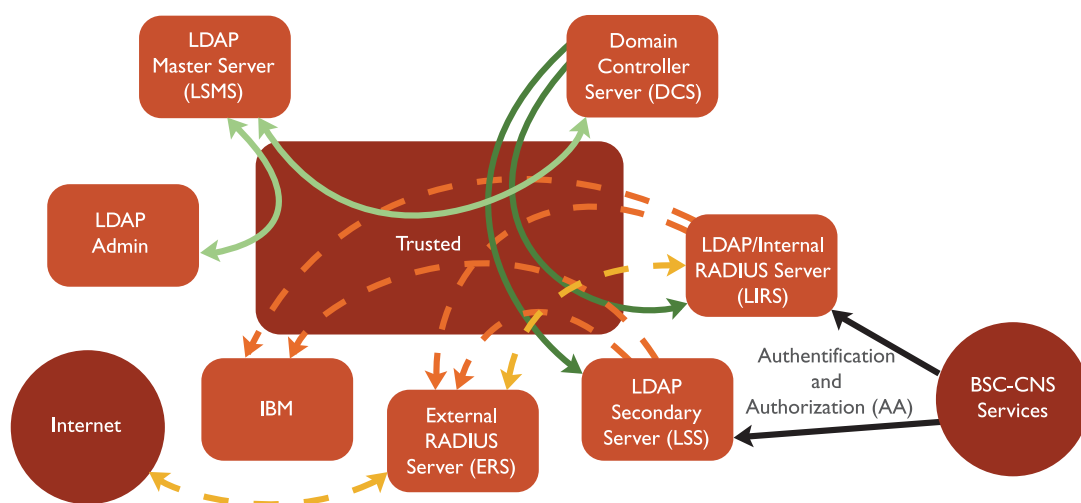 LDAP
Master Server
(LSMS)
Domain
Controller
Server (DCS)
LDAP
Admin
Trusted
LDAP/Internal
RADIUS Server
(LIRS)
Internet
IBM
External
RADIUS
Server (ERS)
LDAP
Secondary
Server (LSS)
Authentification
and
Authorization (AA)
BSC-CNS
Services